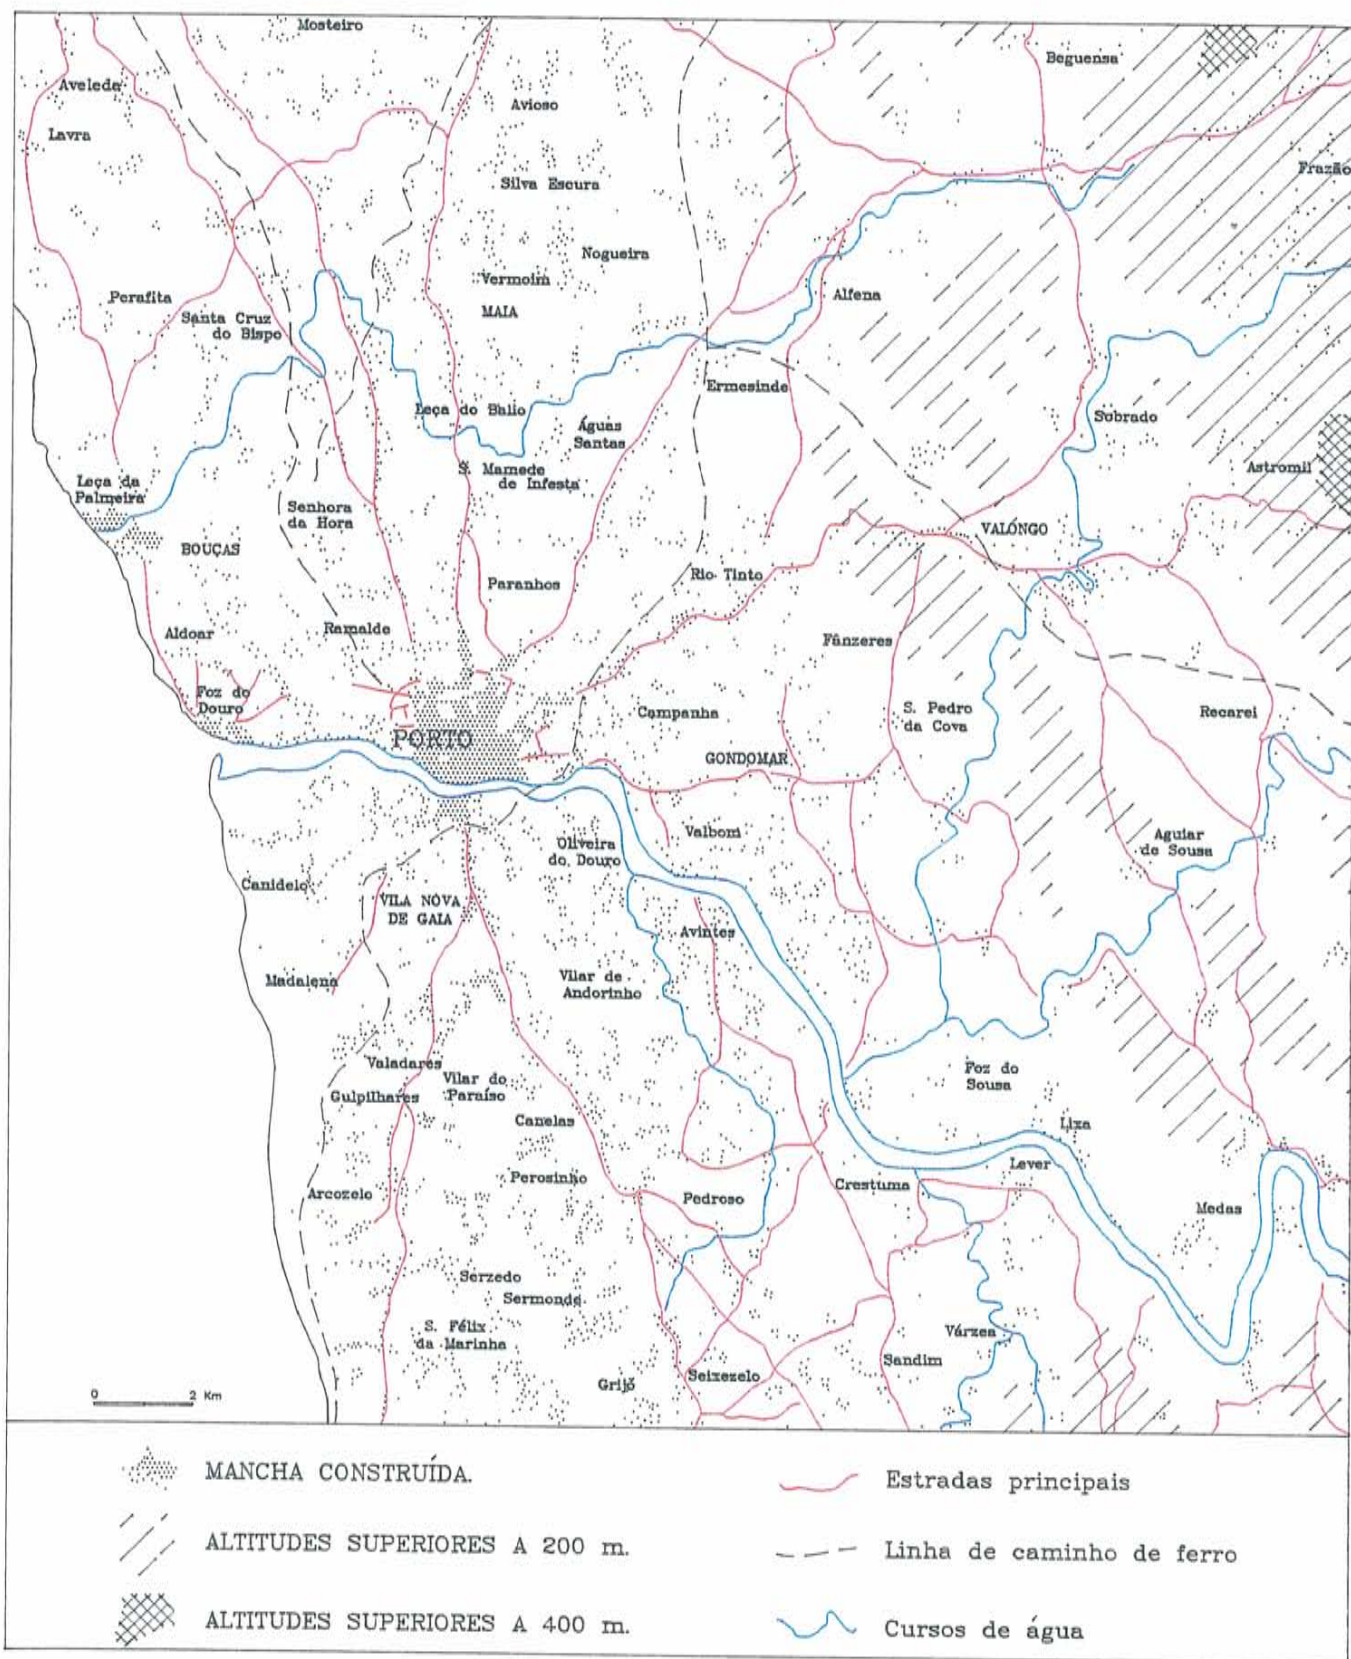 Mosteiro
Beguensa
Aveleda
Avioso
Lavra
Frazão
Silva Escura
Nogueira
Vermoim
Perafita
Alfena
MAIA
Santa Cruz
do Bispo
Ermesinde
Leça do Balio
Sobrado
Águas
Santas
S. Mamede
de Infesta
Astromil
Leça da
Palmeira
Senhora
da Hora
VALONGO
BOUÇAS
Rio Tinto
Paranhos
Aldoar
Ramalde
Fânzeres
Foz do
Douro
Campanha
S. Pedro
da Cova
Recarei
PORTO
GONDOMAR
Valbom
Oliveira
do Douro
Aguiar
de Sousa
Canidelo
VILA NOVA
DE GAIA
Avintes
Madalena
Vilar de
Andorinho
Valadares
Foz do
Sousa
Vilar do
Paraíso
Gulpilhares
Canelas
Lixa
Lever
Perosinho
Crestuma
Arcozelo
Pedroso
Medas
Serzedo
Sermonde
S. Félix
da Marinha
Várzea
Sandim
Seixezelo
Grijó
0 2 Km
MANCHA CONSTRUÍDA.
Estradas principais
ALTITUDES SUPERIORES A 200 m.
Linha de caminho de ferro
ALTITUDES SUPERIORES A 400 m.
Cursos de água